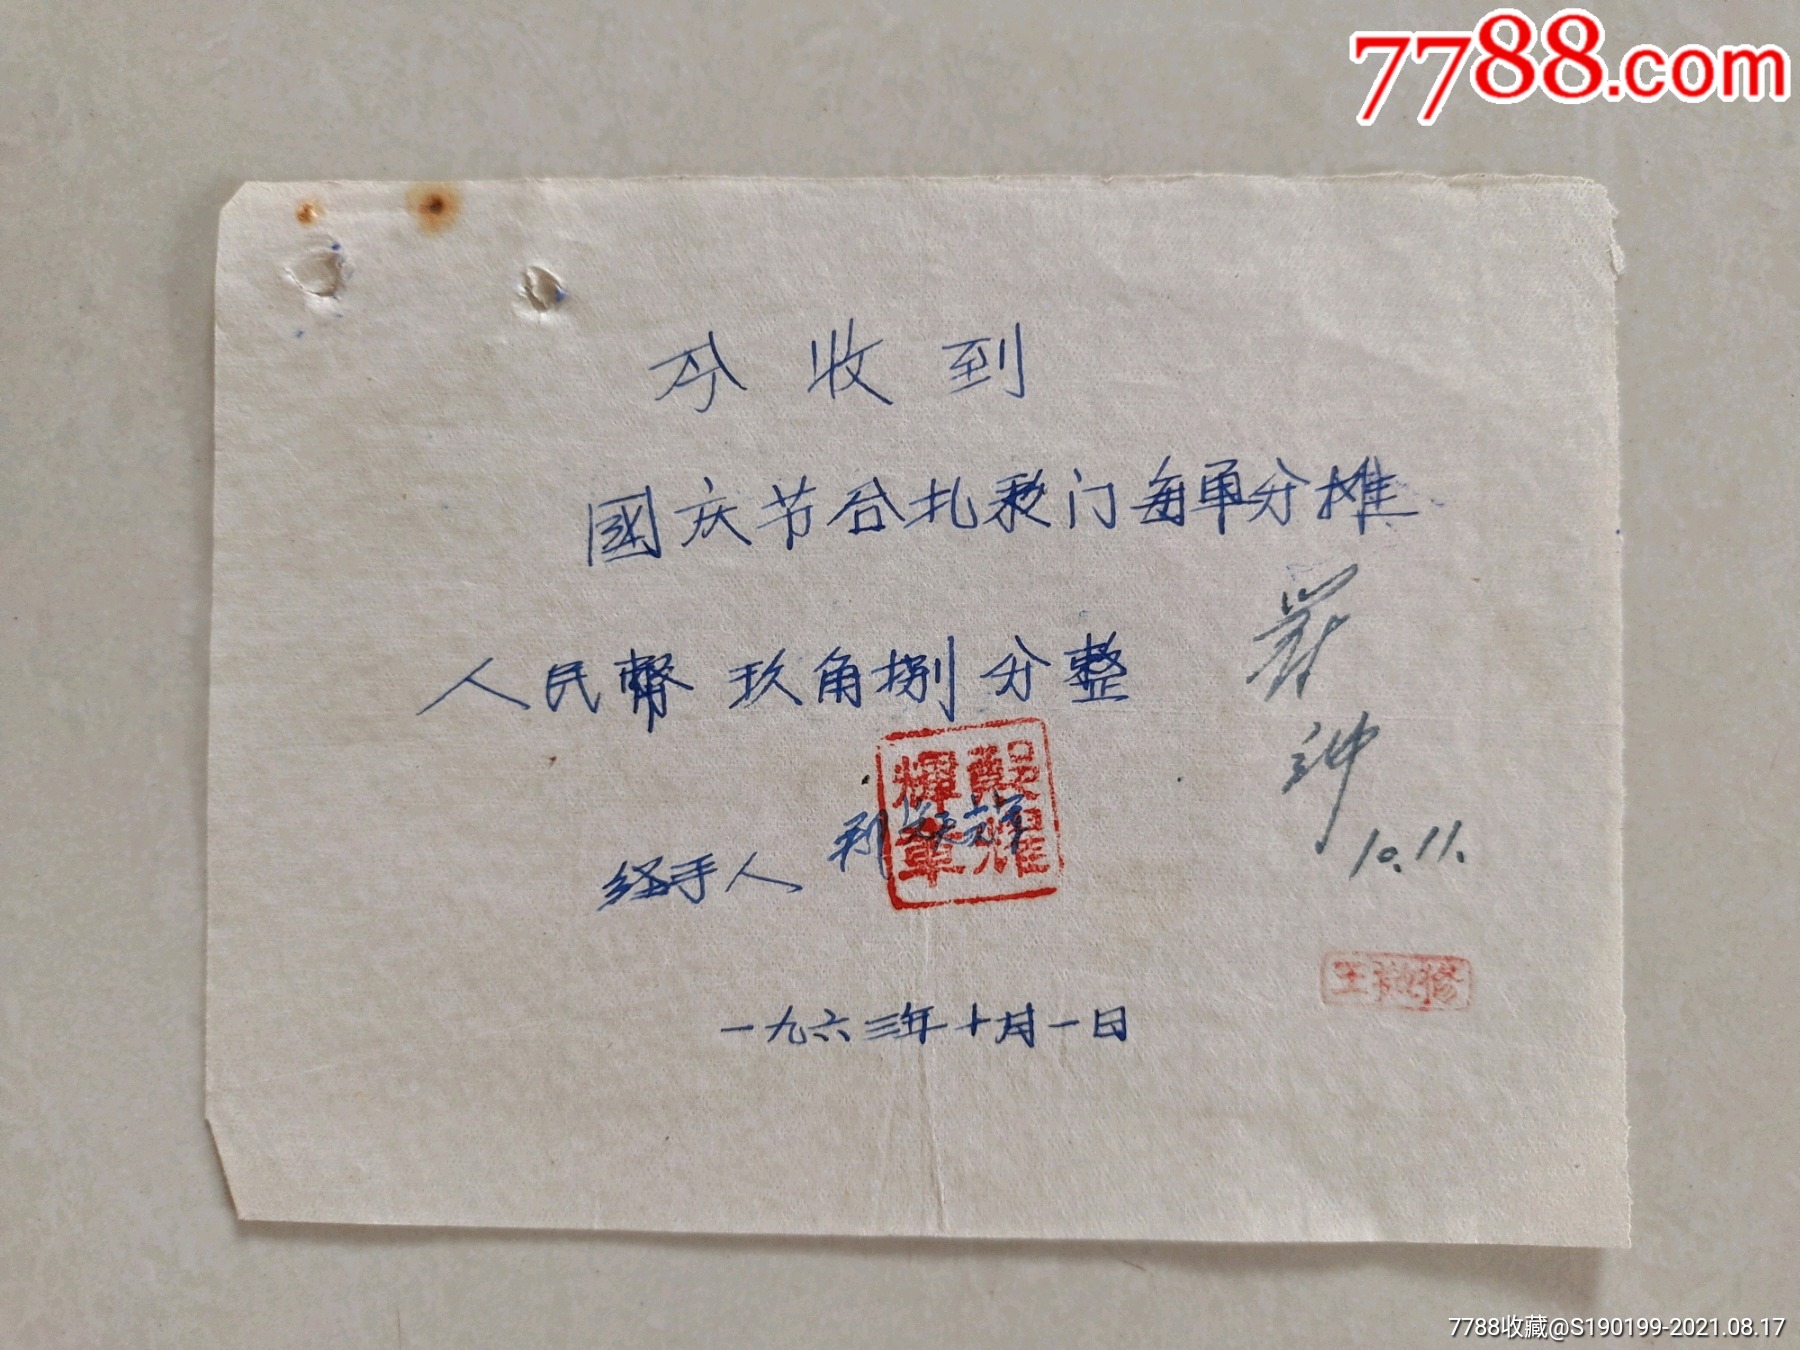 7788.com
今收到
國庆节合扎彩门每单分摊
人民幣玖角捌分整
经手人
10.11.
一九六三年十月一日
7788收藏@S190199-2021.08.17